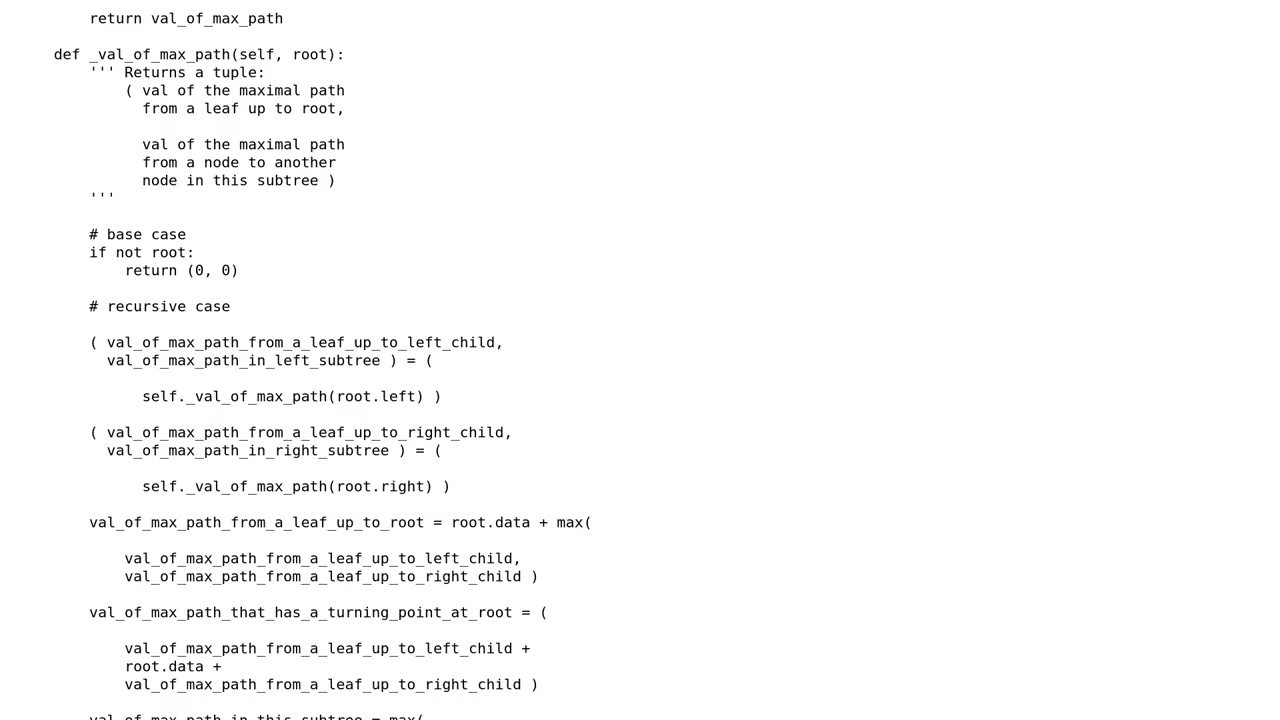 return val_of_max_path
def _val_of_max_path(self, root):
''' Returns a tuple:
( val of the maximal path
from a leaf up to root,
val of the maximal path
from a node to another
node in this subtree )
'''
# base case
if not root:
return (0, 0)
# recursive case
( val_of_max_path_from_a_leaf_up_to_left_child,
val_of_max_path_in_left_subtree ) = (
self._val_of_max_path(root.left) )
( val_of_max_path_from_a_leaf_up_to_right_child,
val_of_max_path_in_right_subtree ) = (
self._val_of_max_path(root.right) )
val_of_max_path_from_a_leaf_up_to_root = root.data + max(
val_of_max_path_from_a_leaf_up_to_left_child,
val_of_max_path_from_a_leaf_up_to_right_child )
val_of_max_path_that_has_a_turning_point_at_root = (
val_of_max_path_from_a_leaf_up_to_left_child +
root.data +
val_of_max_path_from_a_leaf_up_to_right_child )
val_of_max_path_in_this_subtree = max(